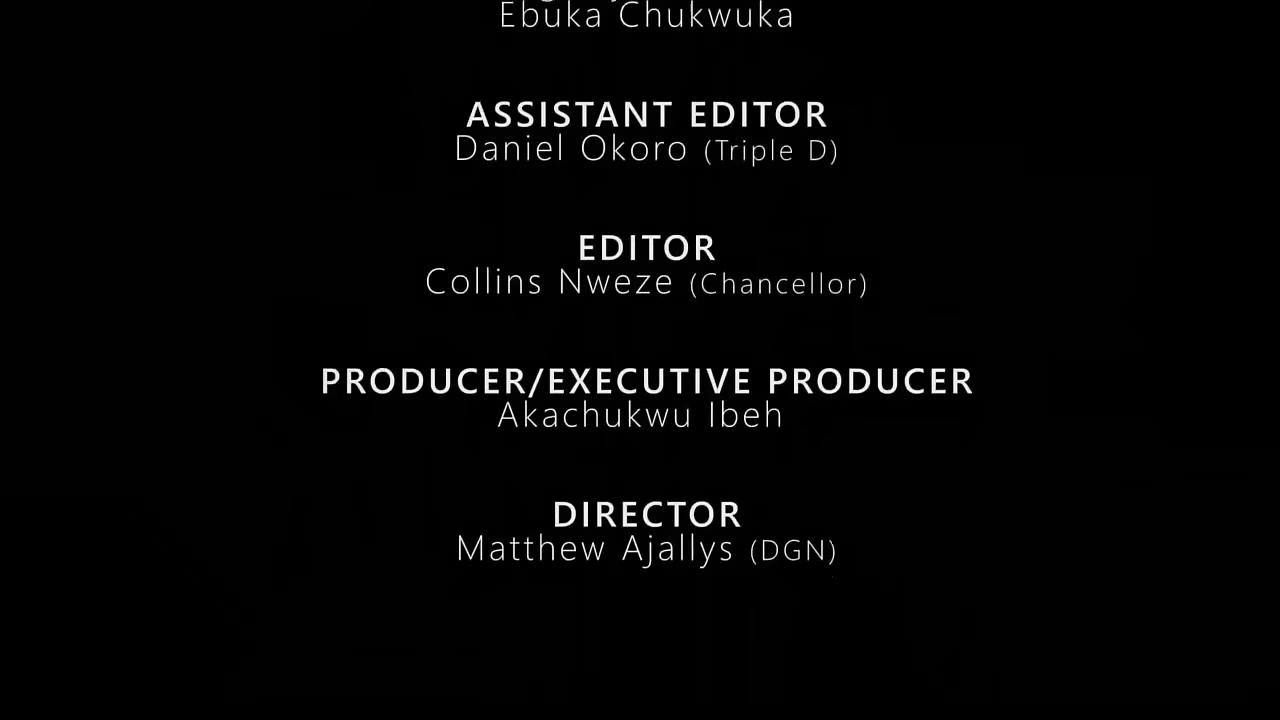 Ebuka Chukwuka
ASSISTANT EDITOR
Daniel Okoro (Triple D)
EDITOR
Collins Nweze (Chancellor)
PRODUCER/EXECUTIVE PRODUCER
Akachukwu Ibeh
DIRECTOR
Matthew Ajallys (DGN)